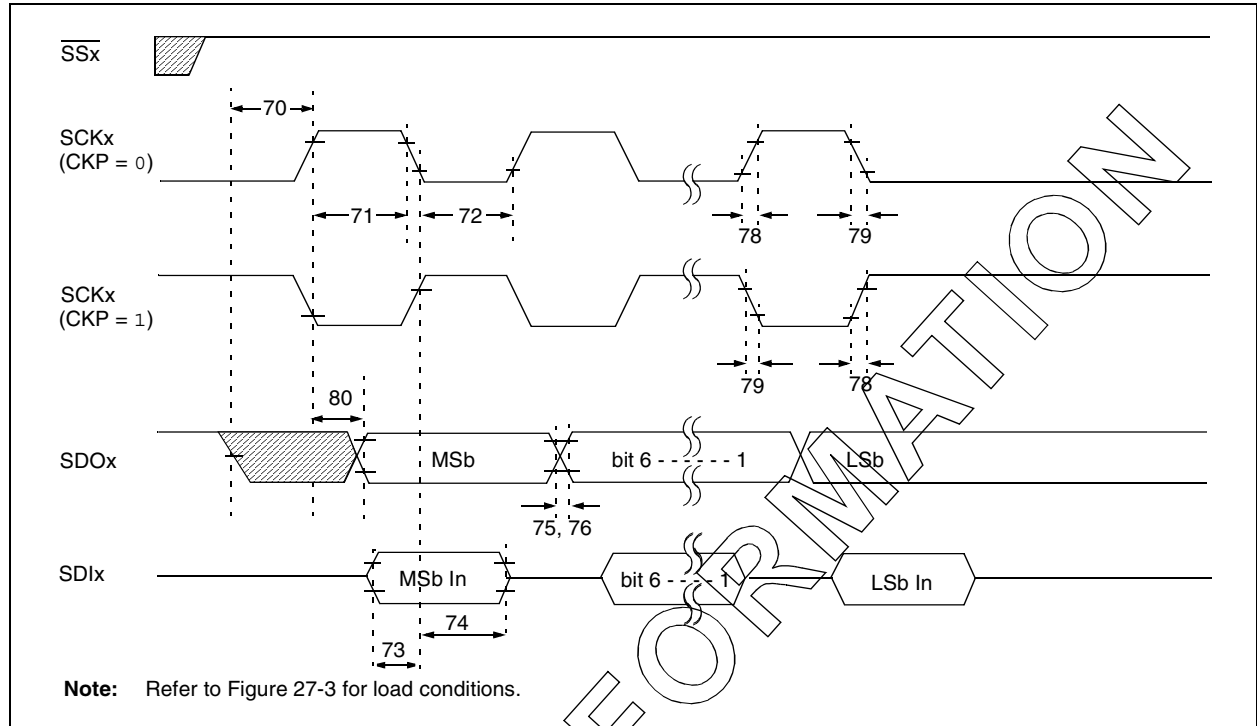 SSx
70
SCKx
(CKP = 0)
71
72
78
79
SCKx
(CKP = 1)
79
78
80
SDOx
MSb
bit 6 - - - - - - 1
LSb
75, 76
SDIx
MSb In
bit 6 - - - - 1
LSb In
74
73
Note: Refer to Figure 27-3 for load conditions.
FORMATION